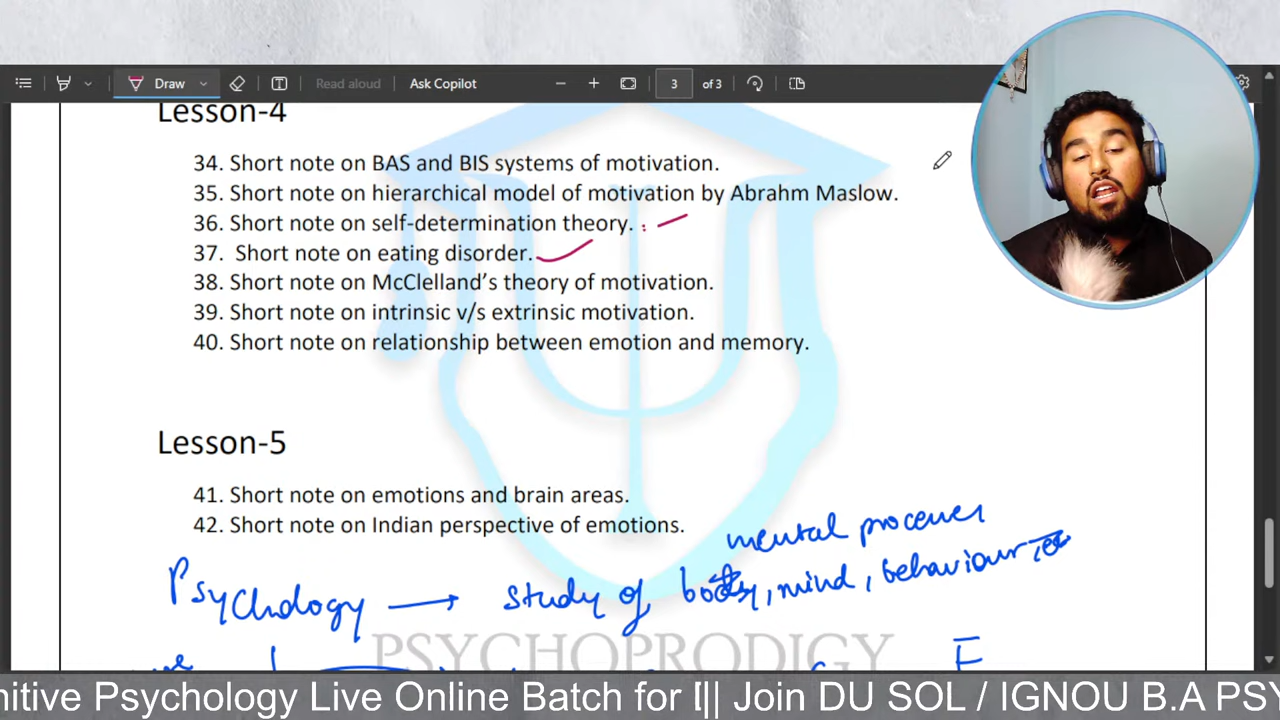 Draw
Read aloud
Ask Copilot
3
of 3
Lesson-4
34. Short note on BAS and BIS systems of motivation.
35. Short note on hierarchical model of motivation by Abrahm Maslow.
36. Short note on self-determination theory.
37. Short note on eating disorder.
38. Short note on McClelland's theory of motivation.
39. Short note on intrinsic v/s extrinsic motivation.
40. Short note on relationship between emotion and memory.
Lesson-5
41. Short note on emotions and brain areas.
42. Short note on Indian perspective of emotions.
mental processes
Psychology → study of body, mind, behaviour,
PSYCHOPRODIGY
nitive Psychology Live Online Batch for || Join DU SOL / IGNOU B.A PSY